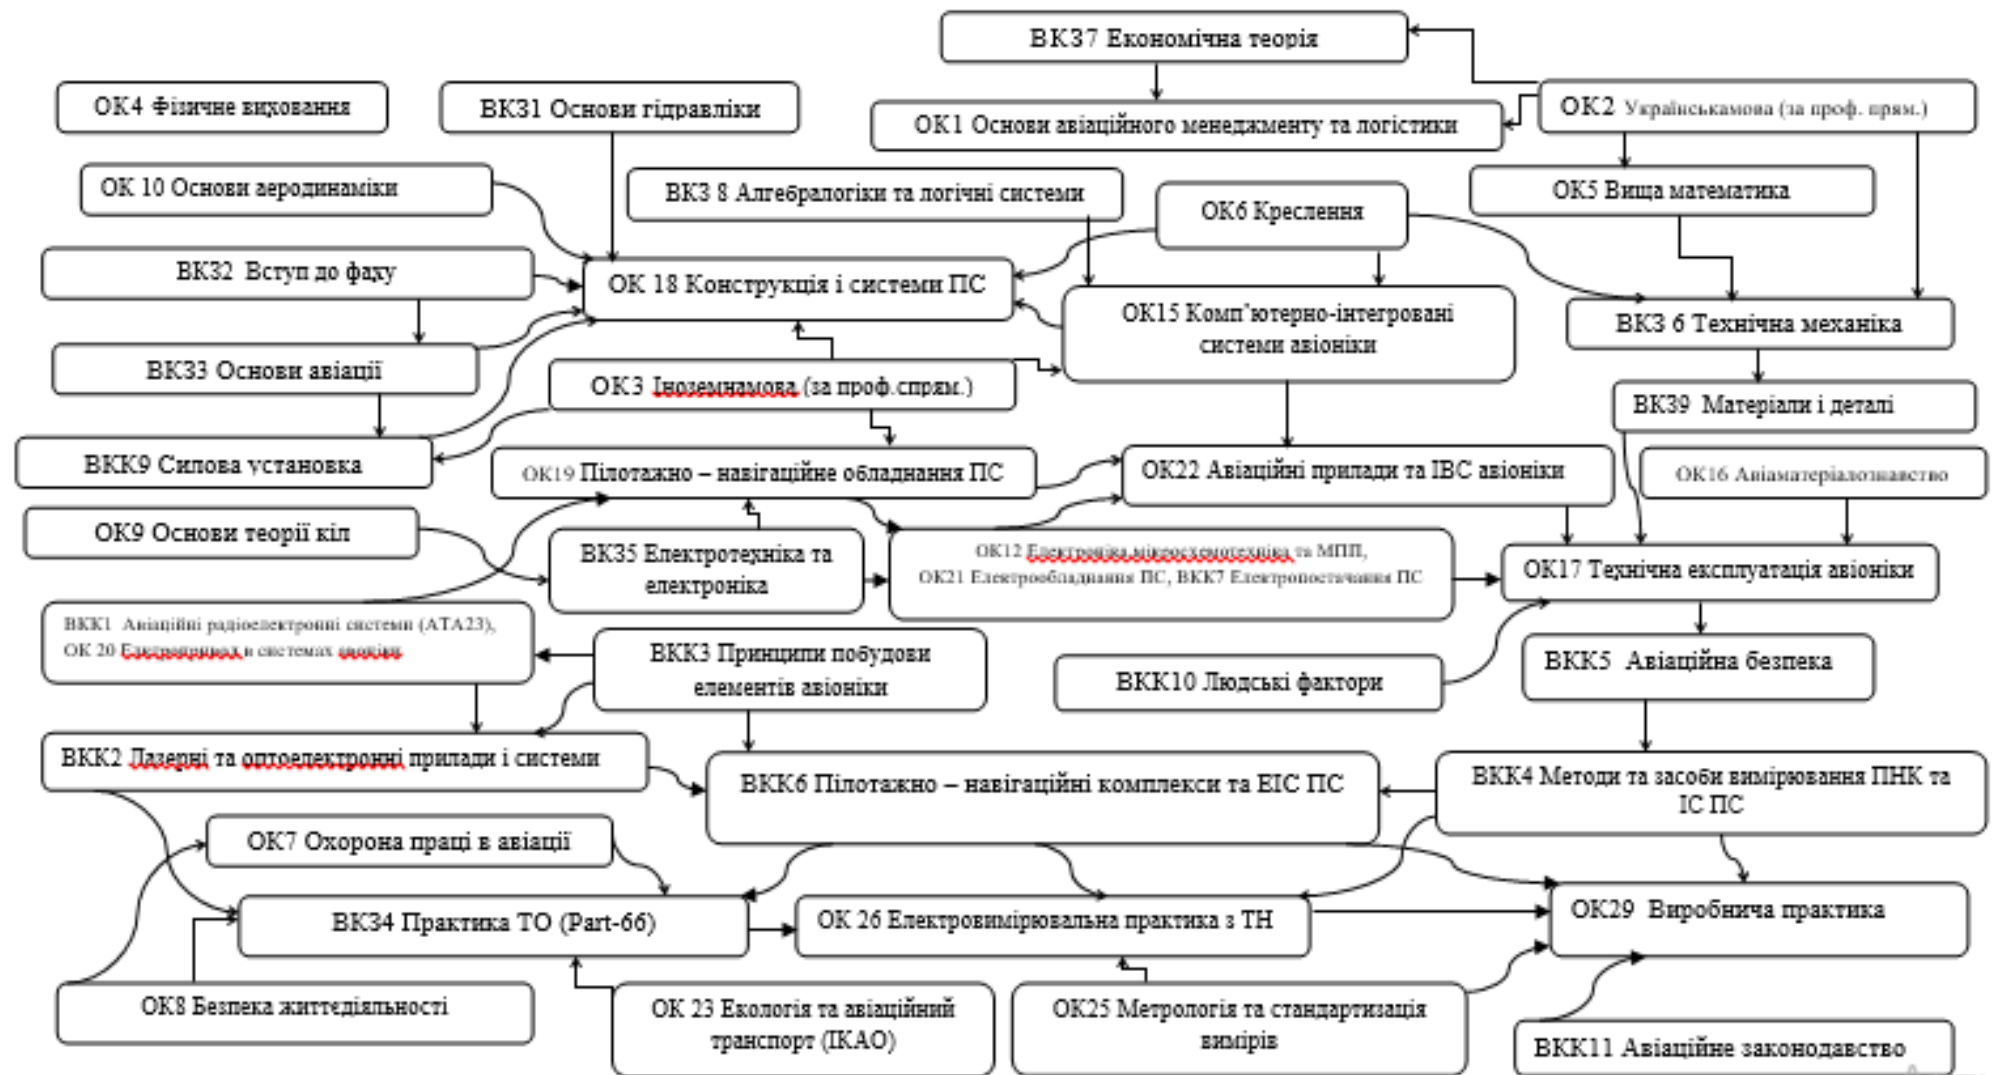 ВК37 Економічна теорія
ОК4 Фізичне виховання
ВК31 Основи гідравліки
ОК1 Основи авіаційного менеджменту та логістики
ОК2 Українськамова (за проф. прям.)
ОК 10 Основи аеродинаміки
ВК3 8 Алгебралогіки та логічні системи
ОК6 Креслення
ОК5 Вища математика
ВК32 Вступ до фаху
ОК 18 Конструкція і системи ПС
ОК15 Комп’ютерно-інтегровані
системи авіоніки
ВК3 6 Технічна механіка
ВК33 Основи авіації
ОК3 Іноземнамова (за проф.спрям.)
ВК39 Матеріали і деталі
ВКК9 Силова установка
ОК19 Пілотажно – навігаційне обладнання ПС
ОК22 Авіаційні прилади та ІВС авіоніки
ОК16 Авіаматеріалознавство
ОК9 Основи теорії кіл
ВК35 Електротехніка та
електроніка
ОК12 Електроніка,мікросхемотехніка та МПП,
ОК21 Електрообладнання ПС, ВКК7 Електропостачання ПС
ОК17 Технічна експлуатація авіоніки
ВКК1 Авіаційні радіоелектронні системи (АТА23),
ОК 20 Елктропривод в системах авоніки
ВКК3 Принципи побудови
елементів авіоніки
ВКК10 Людські фактори
ВКК5 Авіаційна безпека
ВКК2 Лазерні та оптоелектронні прилади і системи
ВКК6 Пілотажно – навігаційні комплекси та ЕІС ПС
ВКК4 Методи та засоби вимірювання ПНК та
ІС ПС
ОК7 Охорона праці в авіації
ВК34 Практика ТО (Part-66)
ОК 26 Електровимірювальна практика з ТН
ОК29 Виробнича практика
ОК8 Безпека життєдіяльності
ОК 23 Екологія та авіаційний
транспорт (ІКАО)
ОК25 Метрологія та стандартизація
вимірів
ВКК11 Авіаційне законодавство